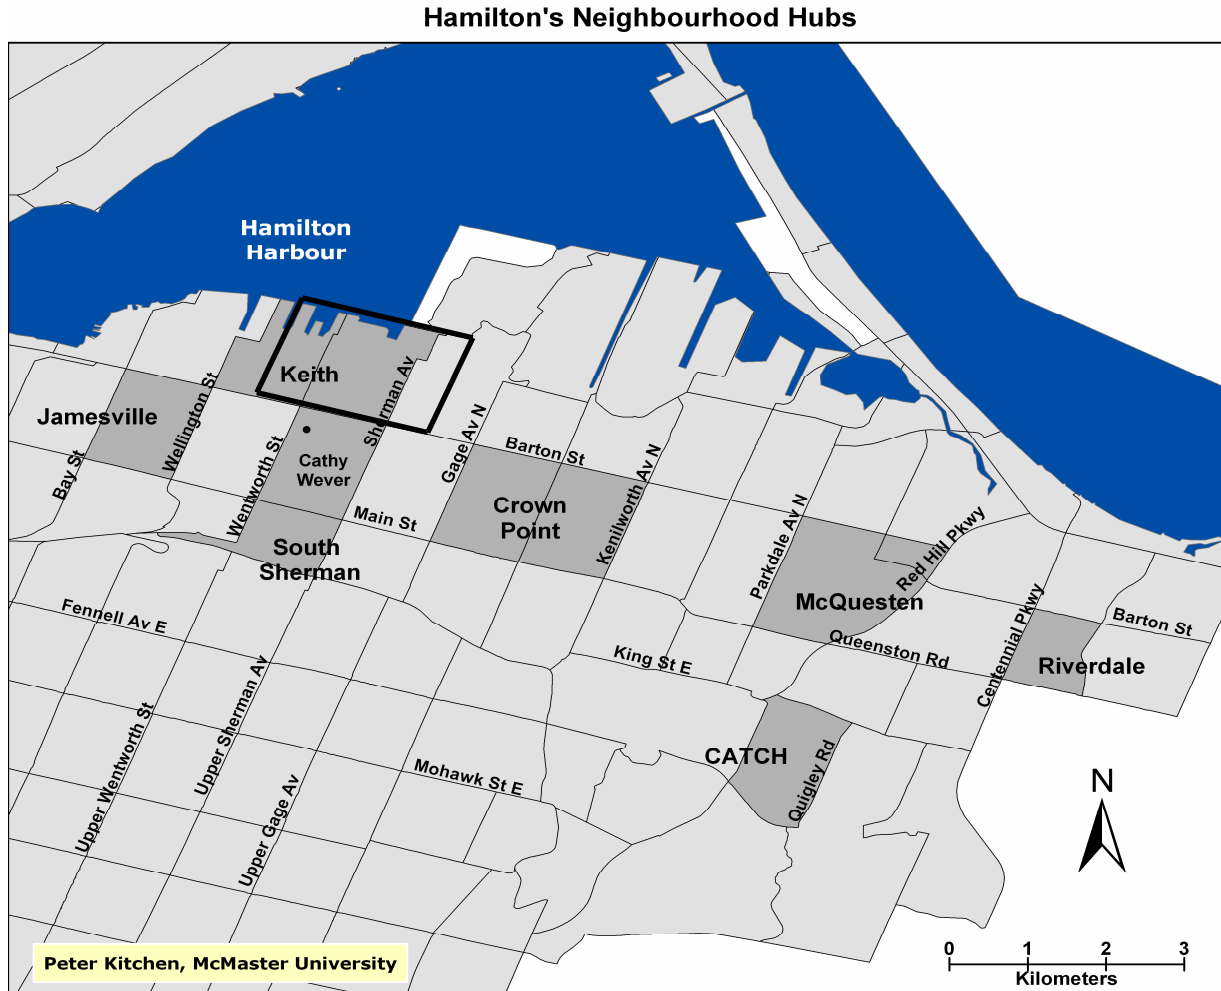 Hamilton's Neighbourhood Hubs
Hamilton
Harbour
Keith
Jamesville
Wellington St
Sherman Av
Bay St
Wentworth St
Cathy
Wever
Gage Av N
Barton St
Kenilworth Av N
Crown
Point
Main St
South
Sherman
Parkdale Av N
Red Hill Pkwy
McQuesten
Fennell Av E
Queenston Rd
Centennial Pkwy
Barton St
Riverdale
King St E
Upper Wentworth St
Upper Sherman Av
Upper Gage Av
Mohawk St E
CATCH
Quigley Rd
N
Peter Kitchen, McMaster University
0 1 2 3
Kilometers